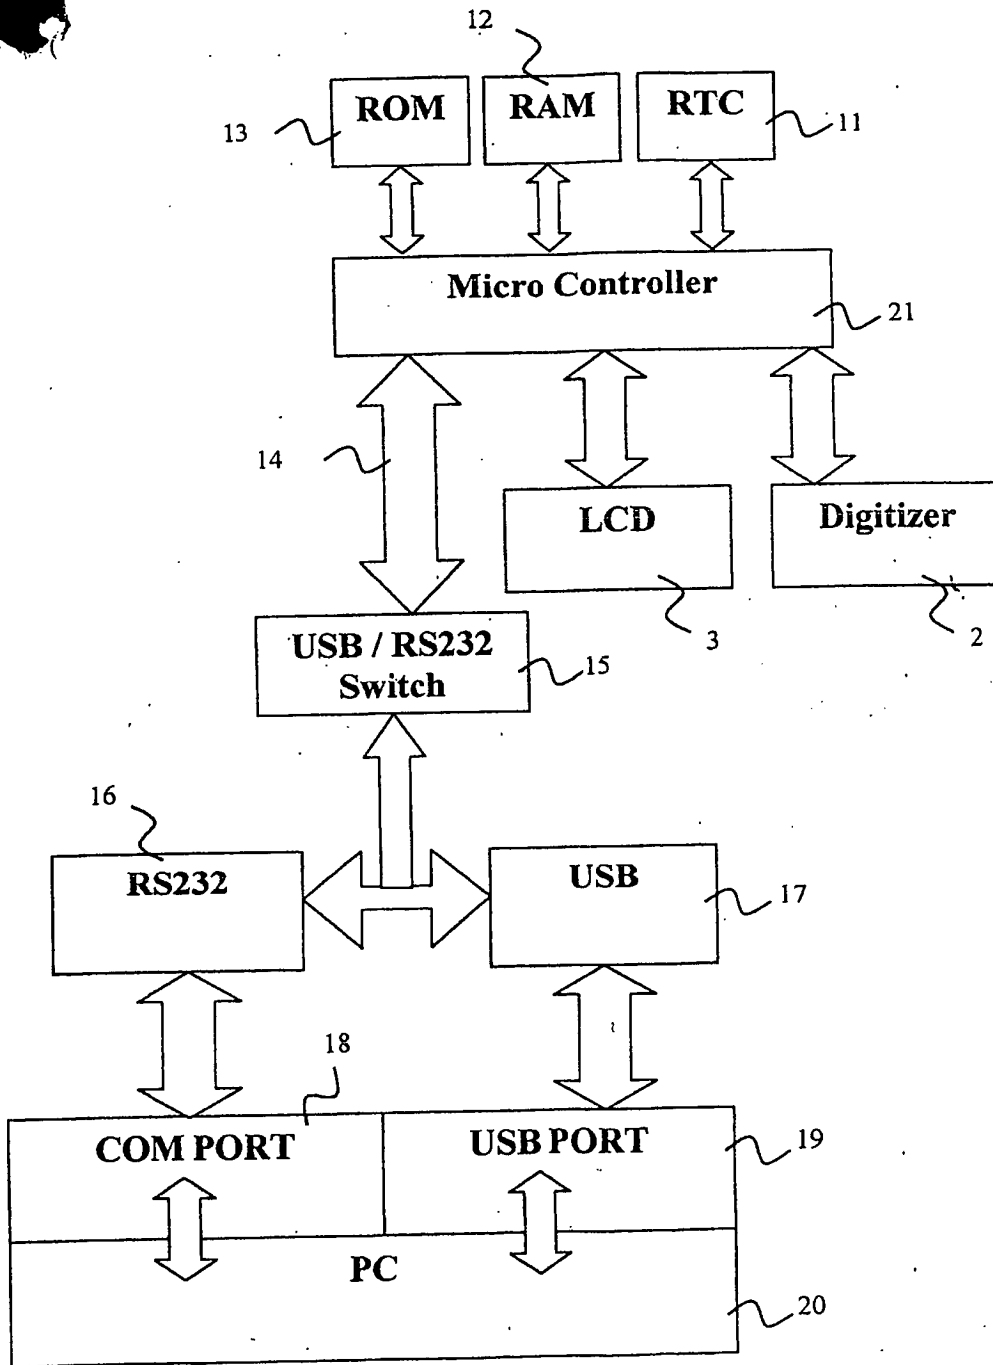 12
ROM
RAM
RTC
13
11
Micro Controller
21
14
LCD
Digitizer
3
2
USB / RS232
Switch
15
16
RS232
USB
17
18
COM PORT
USB PORT
19
PC
20